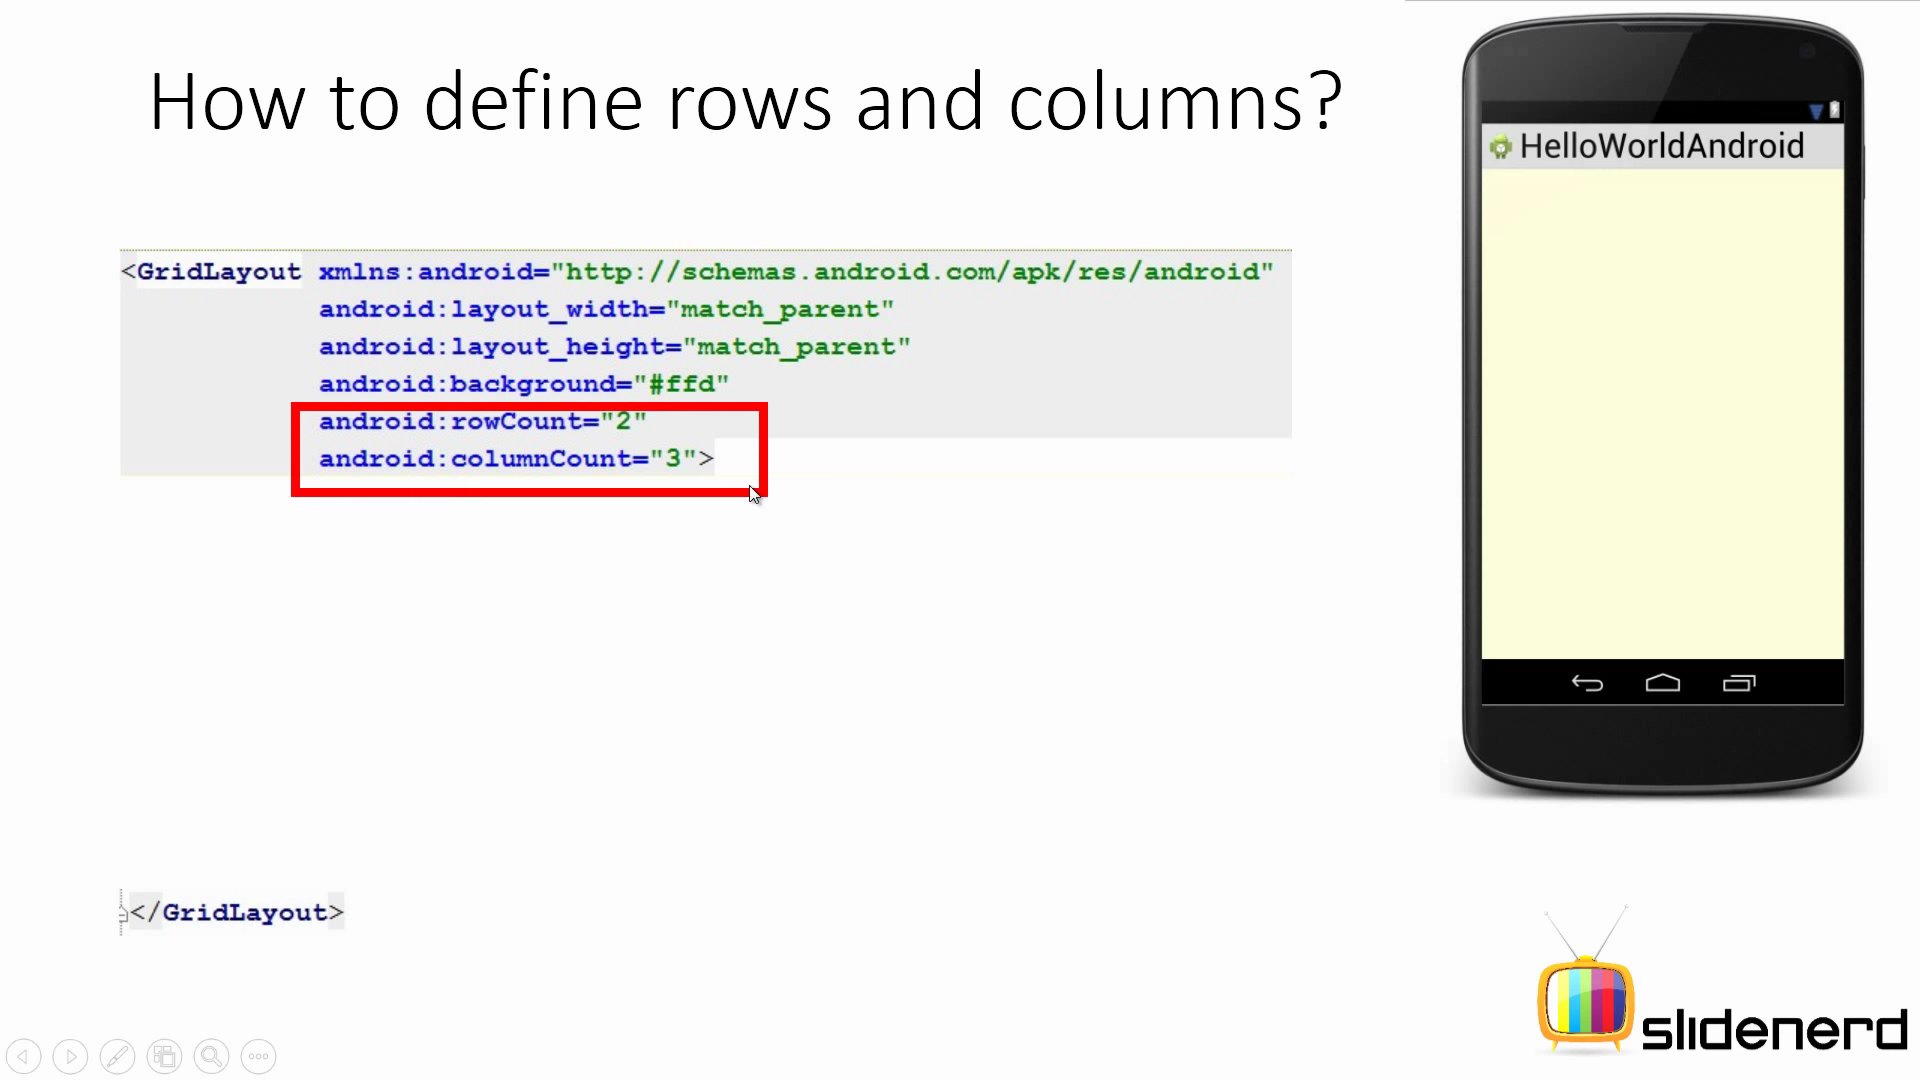 How to define rows and columns?
HelloWorldAndroid
<GridLayout xmlns:android="http://schemas.android.com/apk/res/android"
android:layout_width="match_parent"
android:layout_height="match_parent"
android:background="#ffd"
android:rowCount="2"
android:columnCount="3">
</GridLayout>
slidenerd